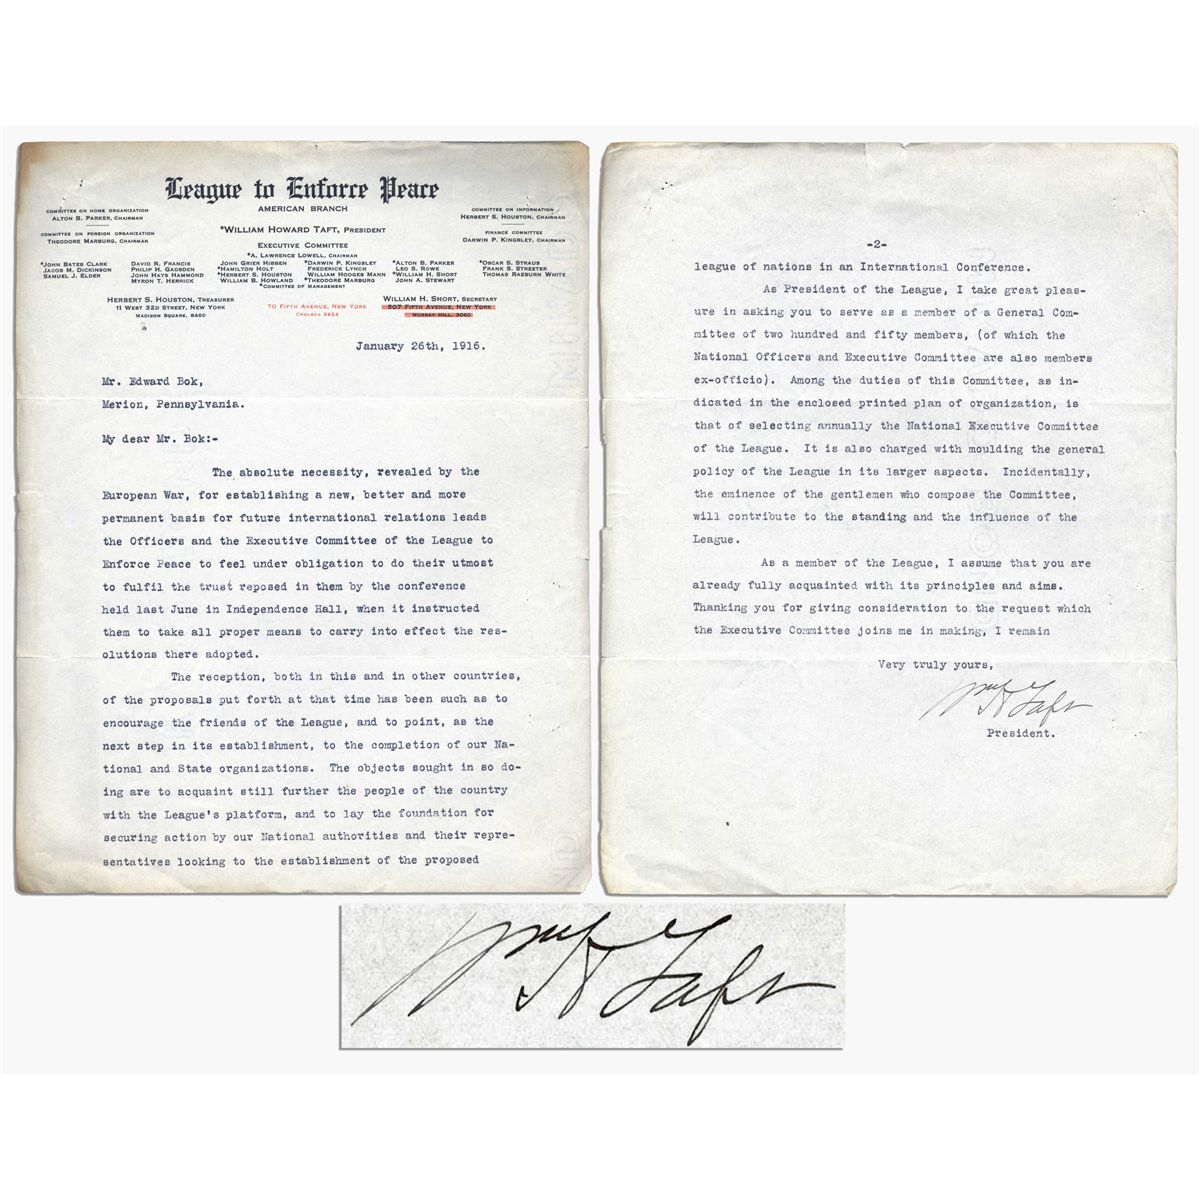 League to Enforce Peace
AMERICAN BRANCH
*WILLIAM HOWARD TAFT, PRESIDENT
COMMITTEE ON HOME ORGANIZATION
ALTON B. PARKER, CHAIRMAN
COMMITTEE ON FOREIGN ORGANIZATION
THEODORE MARBURG, CHAIRMAN
COMMITTEE ON INFORMATION
HERBERT S. HOUSTON, CHAIRMAN
FINANCE COMMITTEE
DARWIN P. KINGSLEY, CHAIRMAN
EXECUTIVE COMMITTEE
*A. LAWRENCE LOWELL, CHAIRMAN
*JOHN BATES CLARK
JACOB M. DICKINSON
SAMUEL J. ELDER
DAVID R. FRANCIS
PHILIP H. GADSDEN
JOHN HAYS HAMMOND
MYRON T. HERRICK
JOHN GRIER HIBBEN
*HAMILTON HOLT
*HERBERT S. HOUSTON
WILLIAM B. HOWLAND
*DARWIN P. KINGSLEY
FREDERICK LYNCH
WILLIAM HODGES MANN
*THEODORE MARBURG
*ALTON B. PARKER
LEO S. ROWE
*WILLIAM H. SHORT
JOHN A. STEWART
*OSCAR S. STRAUS
FRANK S. STREETER
THOMAS RAEBURN WHITE
*COMMITTEE OF MANAGEMENT
HERBERT S. HOUSTON, TREASURER
11 WEST 32D STREET, NEW YORK
MADISON SQUARE, 8460
70 FIFTH AVENUE, NEW YORK
CHELSEA 3624
WILLIAM H. SHORT, SECRETARY
507 FIFTH AVENUE, NEW YORK
MURRAY HILL, 3060
January 26th, 1916.
Mr. Edward Bok,
Merion, Pennsylvania.
My dear Mr. Bok:-
The absolute necessity, revealed by the
European War, for establishing a new, better and more
permanent basis for future international relations leads
the Officers and the Executive Committee of the League to
Enforce Peace to feel under obligation to do their utmost
to fulfil the trust reposed in them by the conference
held last June in Independence Hall, when it instructed
them to take all proper means to carry into effect the res-
olutions there adopted.
The reception, both in this and in other countries,
of the proposals put forth at that time has been such as to
encourage the friends of the League, and to point, as the
next step in its establishment, to the completion of our Na-
tional and State organizations. The objects sought in so do-
ing are to acquaint still further the people of the country
with the League's platform, and to lay the foundation for
securing action by our National authorities and their repre-
sentatives looking to the establishment of the proposed
-2-
league of nations in an International Conference.
As President of the League, I take great pleas-
ure in asking you to serve as a member of a General Com-
mittee of two hundred and fifty members, (of which the
National Officers and Executive Committee are also members
ex-officio). Among the duties of this Committee, as in-
dicated in the enclosed printed plan of organization, is
that of selecting annually the National Executive Committee
of the League. It is also charged with moulding the general
policy of the League in its larger aspects. Incidentally,
the eminence of the gentlemen who compose the Committee,
will contribute to the standing and the influence of the
League.
As a member of the League, I assume that you are
already fully acquainted with its principles and aims.
Thanking you for giving consideration to the request which
the Executive Committee joins me in making, I remain
Very truly yours,
Wm H Taft
President.
Wm H Taft